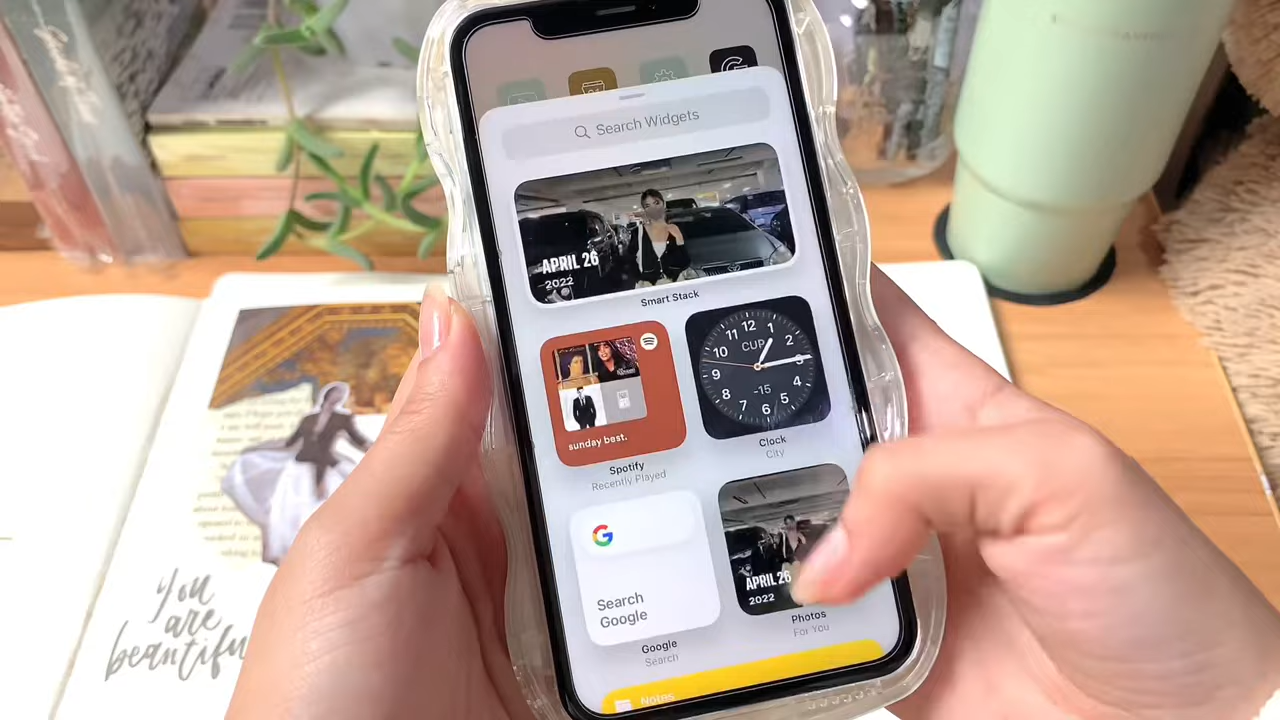 Search Widgets
APRIL 26
2022
Smart Stack
sunday best.
Spotify
Recently Played
12
11
1
10
2
9
3
8
4
7
5
6
CUP
-15
Clock
City
G
Search
Google
Google
Search
APRIL 26
2022
Photos
For You
Notes
You
are
beautifu